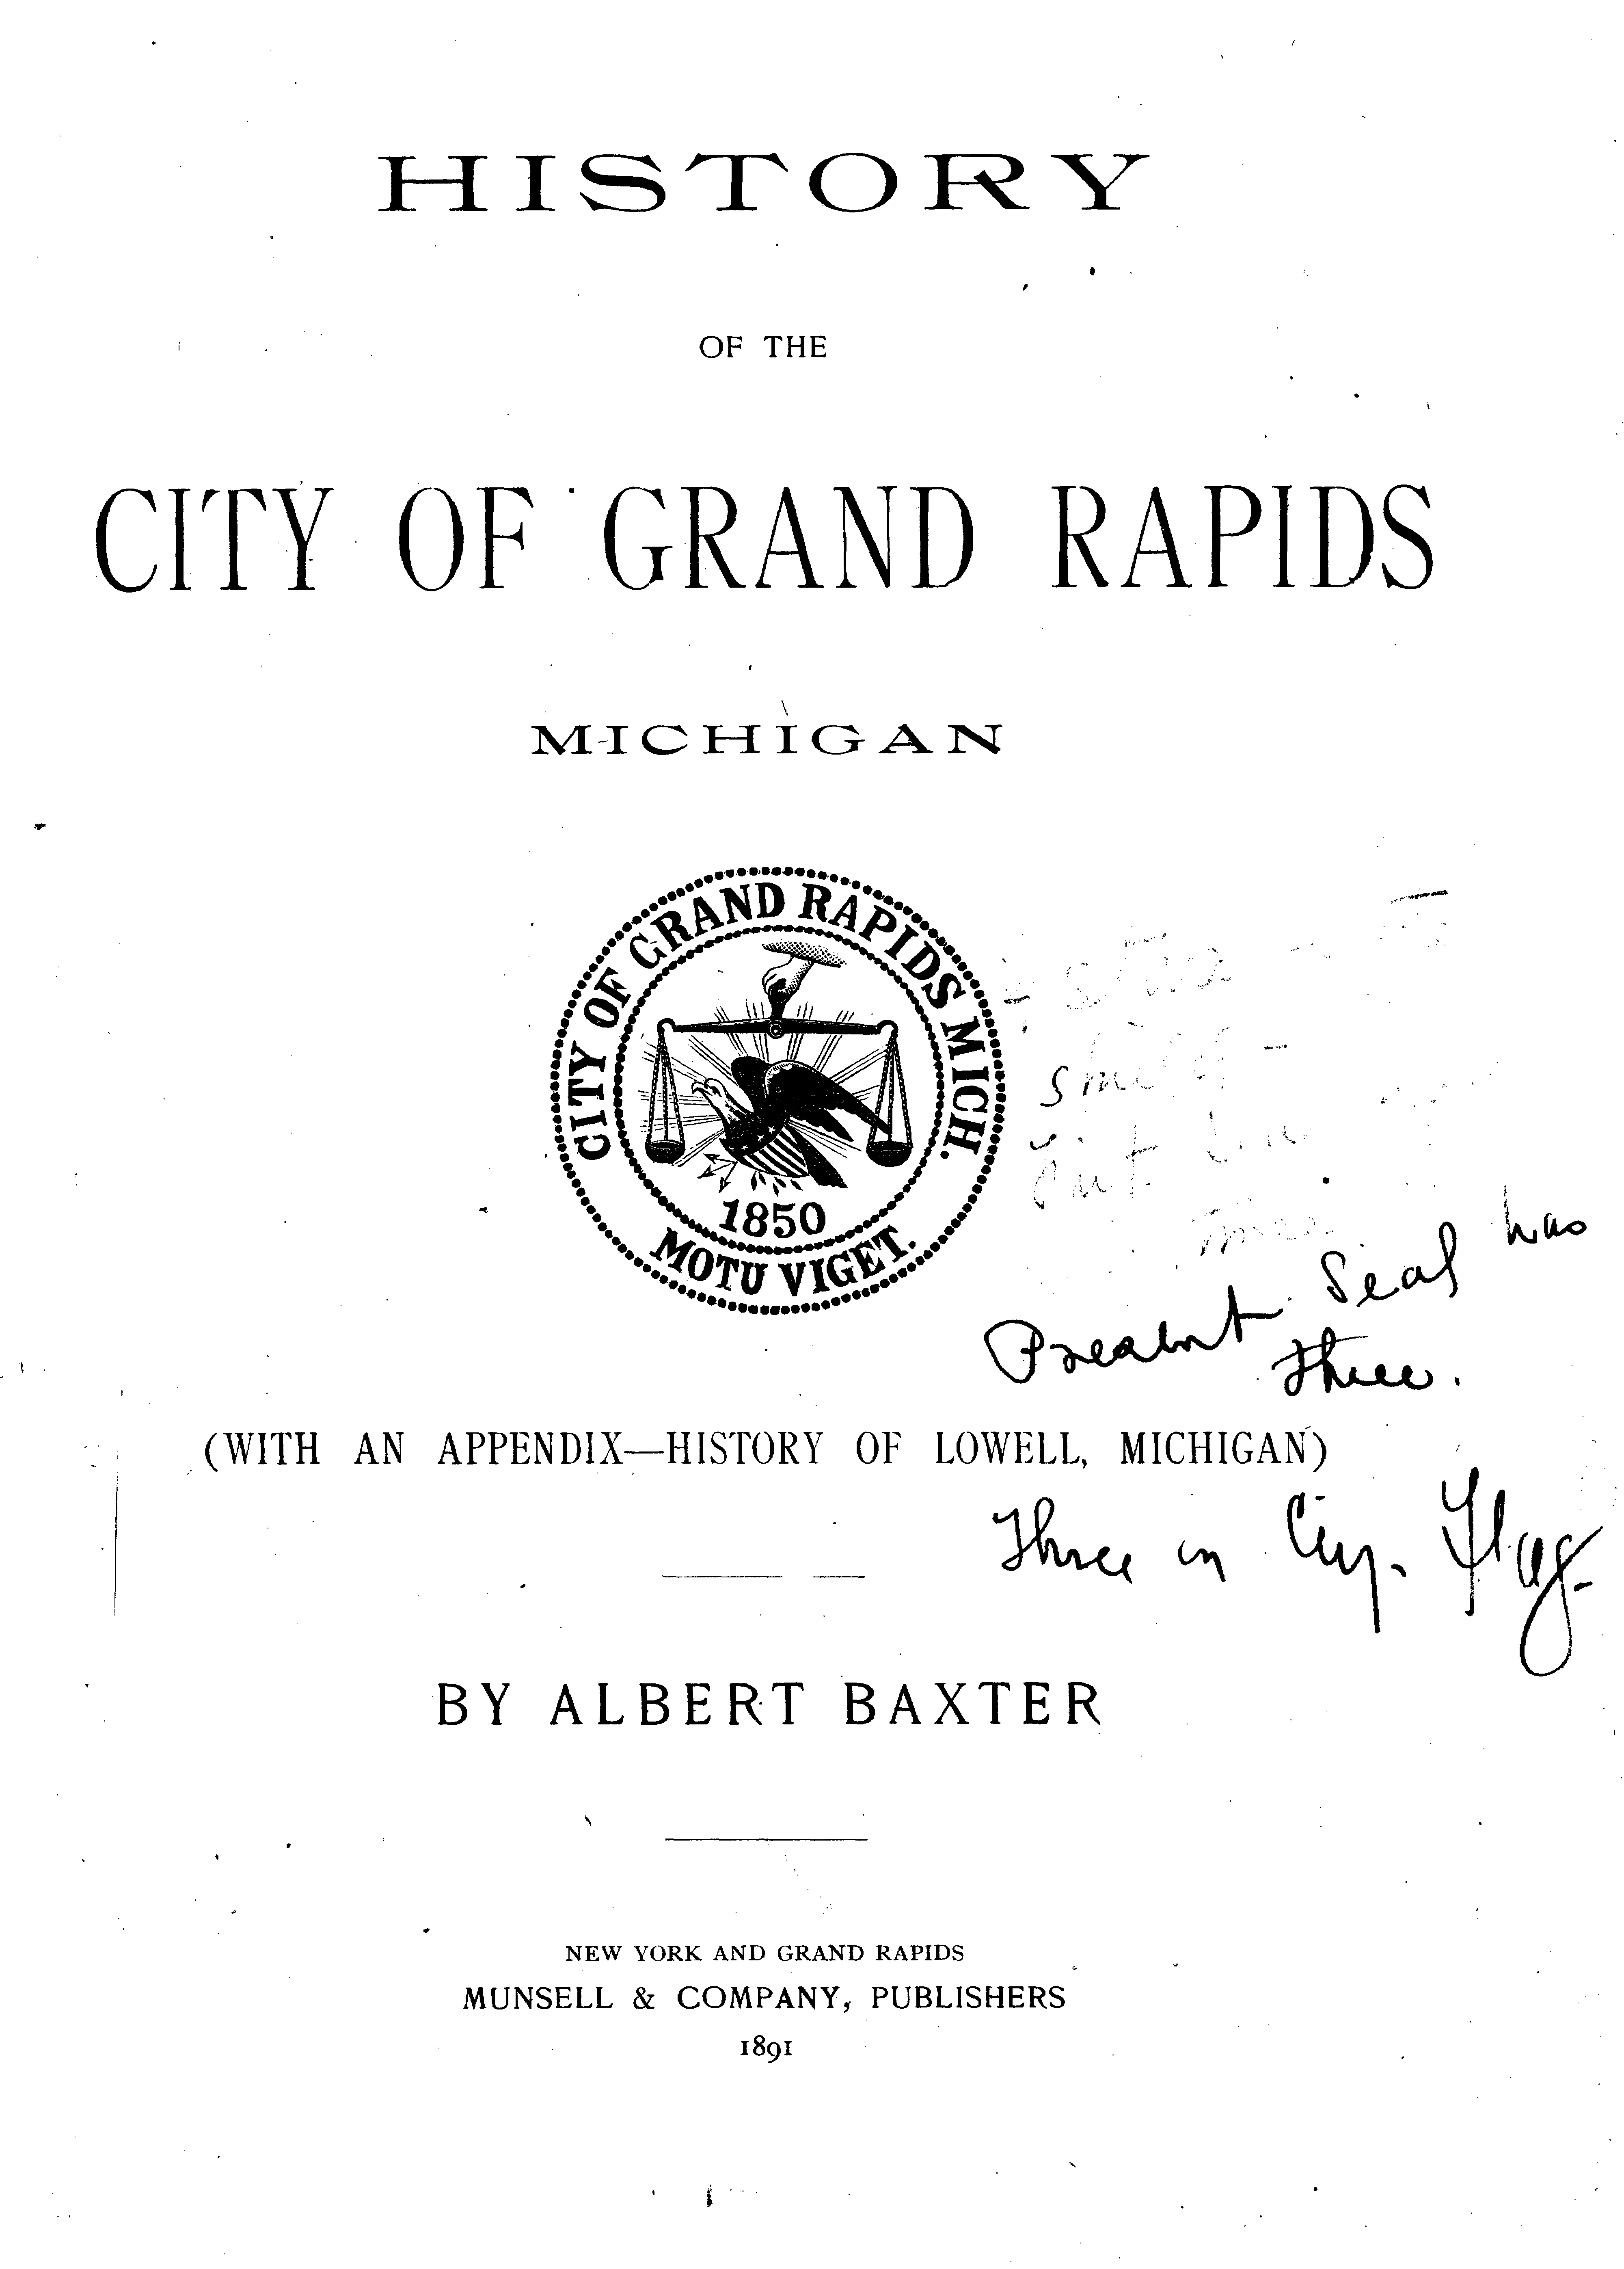 HISTORY
OF THE
CITY OF GRAND RAPIDS
MICHIGAN
CITY OF GRAND RAPIDS MICH.
1850
MOTU VIGET.
Present Seal has
three.
(WITH AN APPENDIX—HISTORY OF LOWELL, MICHIGAN)
Three in City Flag.
BY ALBERT BAXTER
NEW YORK AND GRAND RAPIDS
MUNSELL & COMPANY, PUBLISHERS
1891